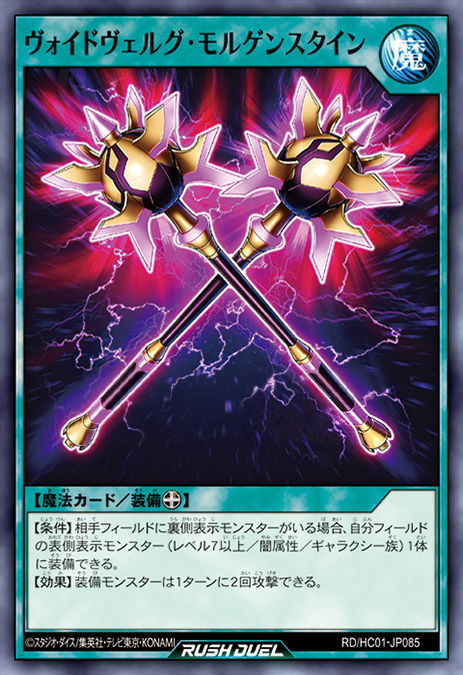 ヴォイドヴェルグ・モルゲンスタイン
魔
ま
【魔法カード／装備】
【条件】相手フィールドに裏側表示モンスターがいる場合、自分フィールド
の表側表示モンスター（レベル7以上／闇属性／ギャラクシー族）1体
に装備できる。
【効果】装備モンスターは1ターンに2回攻撃できる。
©スタジオ・ダイス/集英社・テレビ東京・KONAMI
RUSH DUEL
RD/HC01-JP085